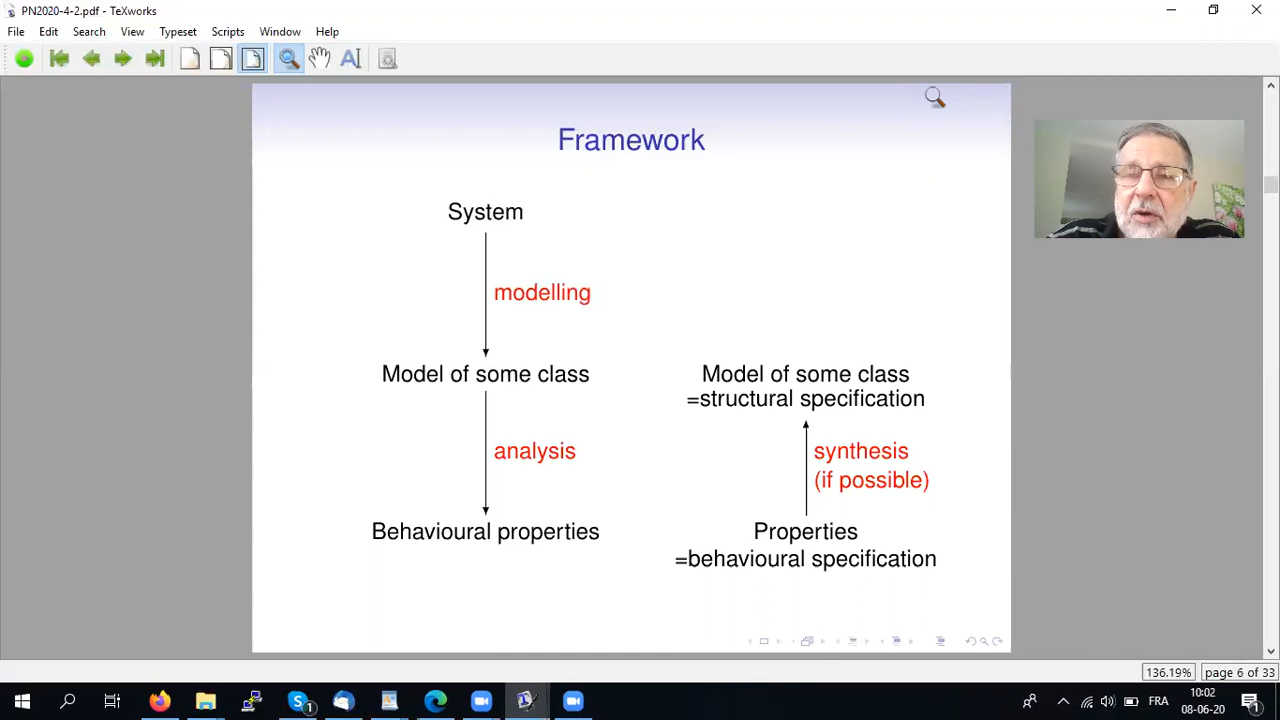 PN2020-4-2.pdf - TeXworks
File Edit Search View Typeset Scripts Window Help
Framework
System
modelling
Model of some class
analysis
Behavioural properties
Model of some class
=structural specification
synthesis
(if possible)
Properties
=behavioural specification
136.19% page 6 of 33
FRA
10:02
08-06-20